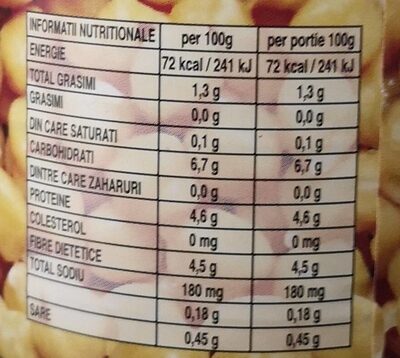 INFORMATII NUTRITIONALE per 100g per portie 100g
ENERGIE 72 kcal / 241 kJ 72 kcal / 241 kJ
TOTAL GRASIMI 1,3 g 1,3 g
GRASIMI 0,0 g 0,0 g
DIN CARE SATURATI 0,1 g 0,1 g
CARBOHIDRATI 6,7 g 6,7 g
DINTRE CARE ZAHARURI 0,0 g 0,0 g
PROTEINE 4,6 g 4,6 g
COLESTEROL 0 mg 0 mg
FIBRE DIETETICE 4,5 g 4,5 g
TOTAL SODIU 180 mg 180 mg
0,18 g 0,18 g
SARE 0,45 g 0,45 g